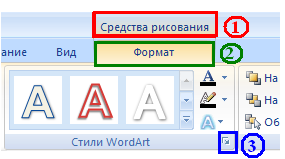 Средства рисования 1
ание Вид Формат 2
А А А А
На
На
А Об
Стили WordArt 3